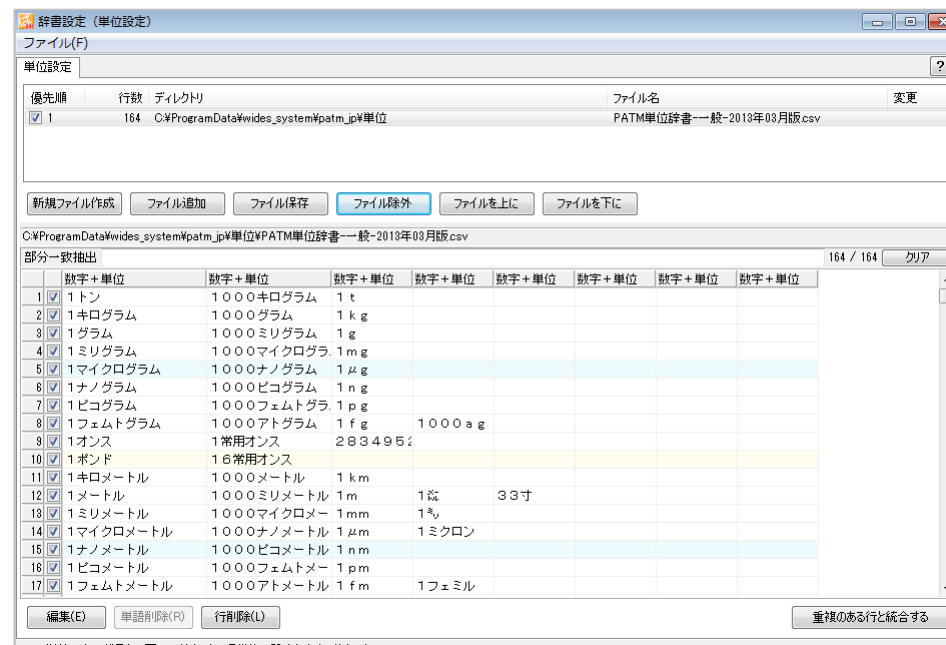 辞書設定（単位設定）
ファイル(F)
単位設定 ?
優先順 行数 ディレクトリ ファイル名 変更
1 164 C:¥ProgramData¥wides_system¥patm_jp¥単位 PATM単位辞書-一般-2013年03月版.csv
新規ファイル作成 ファイル追加 ファイル保存 ファイル除外 ファイルを上に ファイルを下に
C:¥ProgramData¥wides_system¥patm_jp¥単位¥PATM単位辞書-一般-2013年03月版.csv
部分一致抽出 164 / 164 クリア
数字＋単位 数字＋単位 数字＋単位 数字＋単位 数字＋単位 数字＋単位 数字＋単位 数字＋単位
1 １トン １０００キログラム １ｔ
2 １キログラム １０００グラム １ｋｇ
3 １グラム １０００ミリグラム １ｇ
4 １ミリグラム １０００マイクログラ １ｍｇ
5 １マイクログラム １０００ナノグラム １μｇ
6 １ナノグラム １０００ピコグラム １ｎｇ
7 １ピコグラム １０００フェムトグラ １ｐｇ
8 １フェムトグラム １０００アトグラム １ｆｇ １０００ａｇ
9 １オンス １常用オンス ２８３４９５２
10 １ポンド １６常用オンス
11 １キロメートル １０００メートル １ｋｍ
12 １メートル １０００ミリメートル １ｍ １㍍ ３３寸
13 １ミリメートル １０００マイクロメー １ｍｍ １㍉
14 １マイクロメートル １０００ナノメートル １μｍ １ミクロン
15 １ナノメートル １０００ピコメートル １ｎｍ
16 １ピコメートル １０００フェムトメー １ｐｍ
17 １フェムトメートル １０００アトメートル １ｆｍ １フェミル
編集(E) 単語削除(R) 行削除(L) 重複のある行と統合する